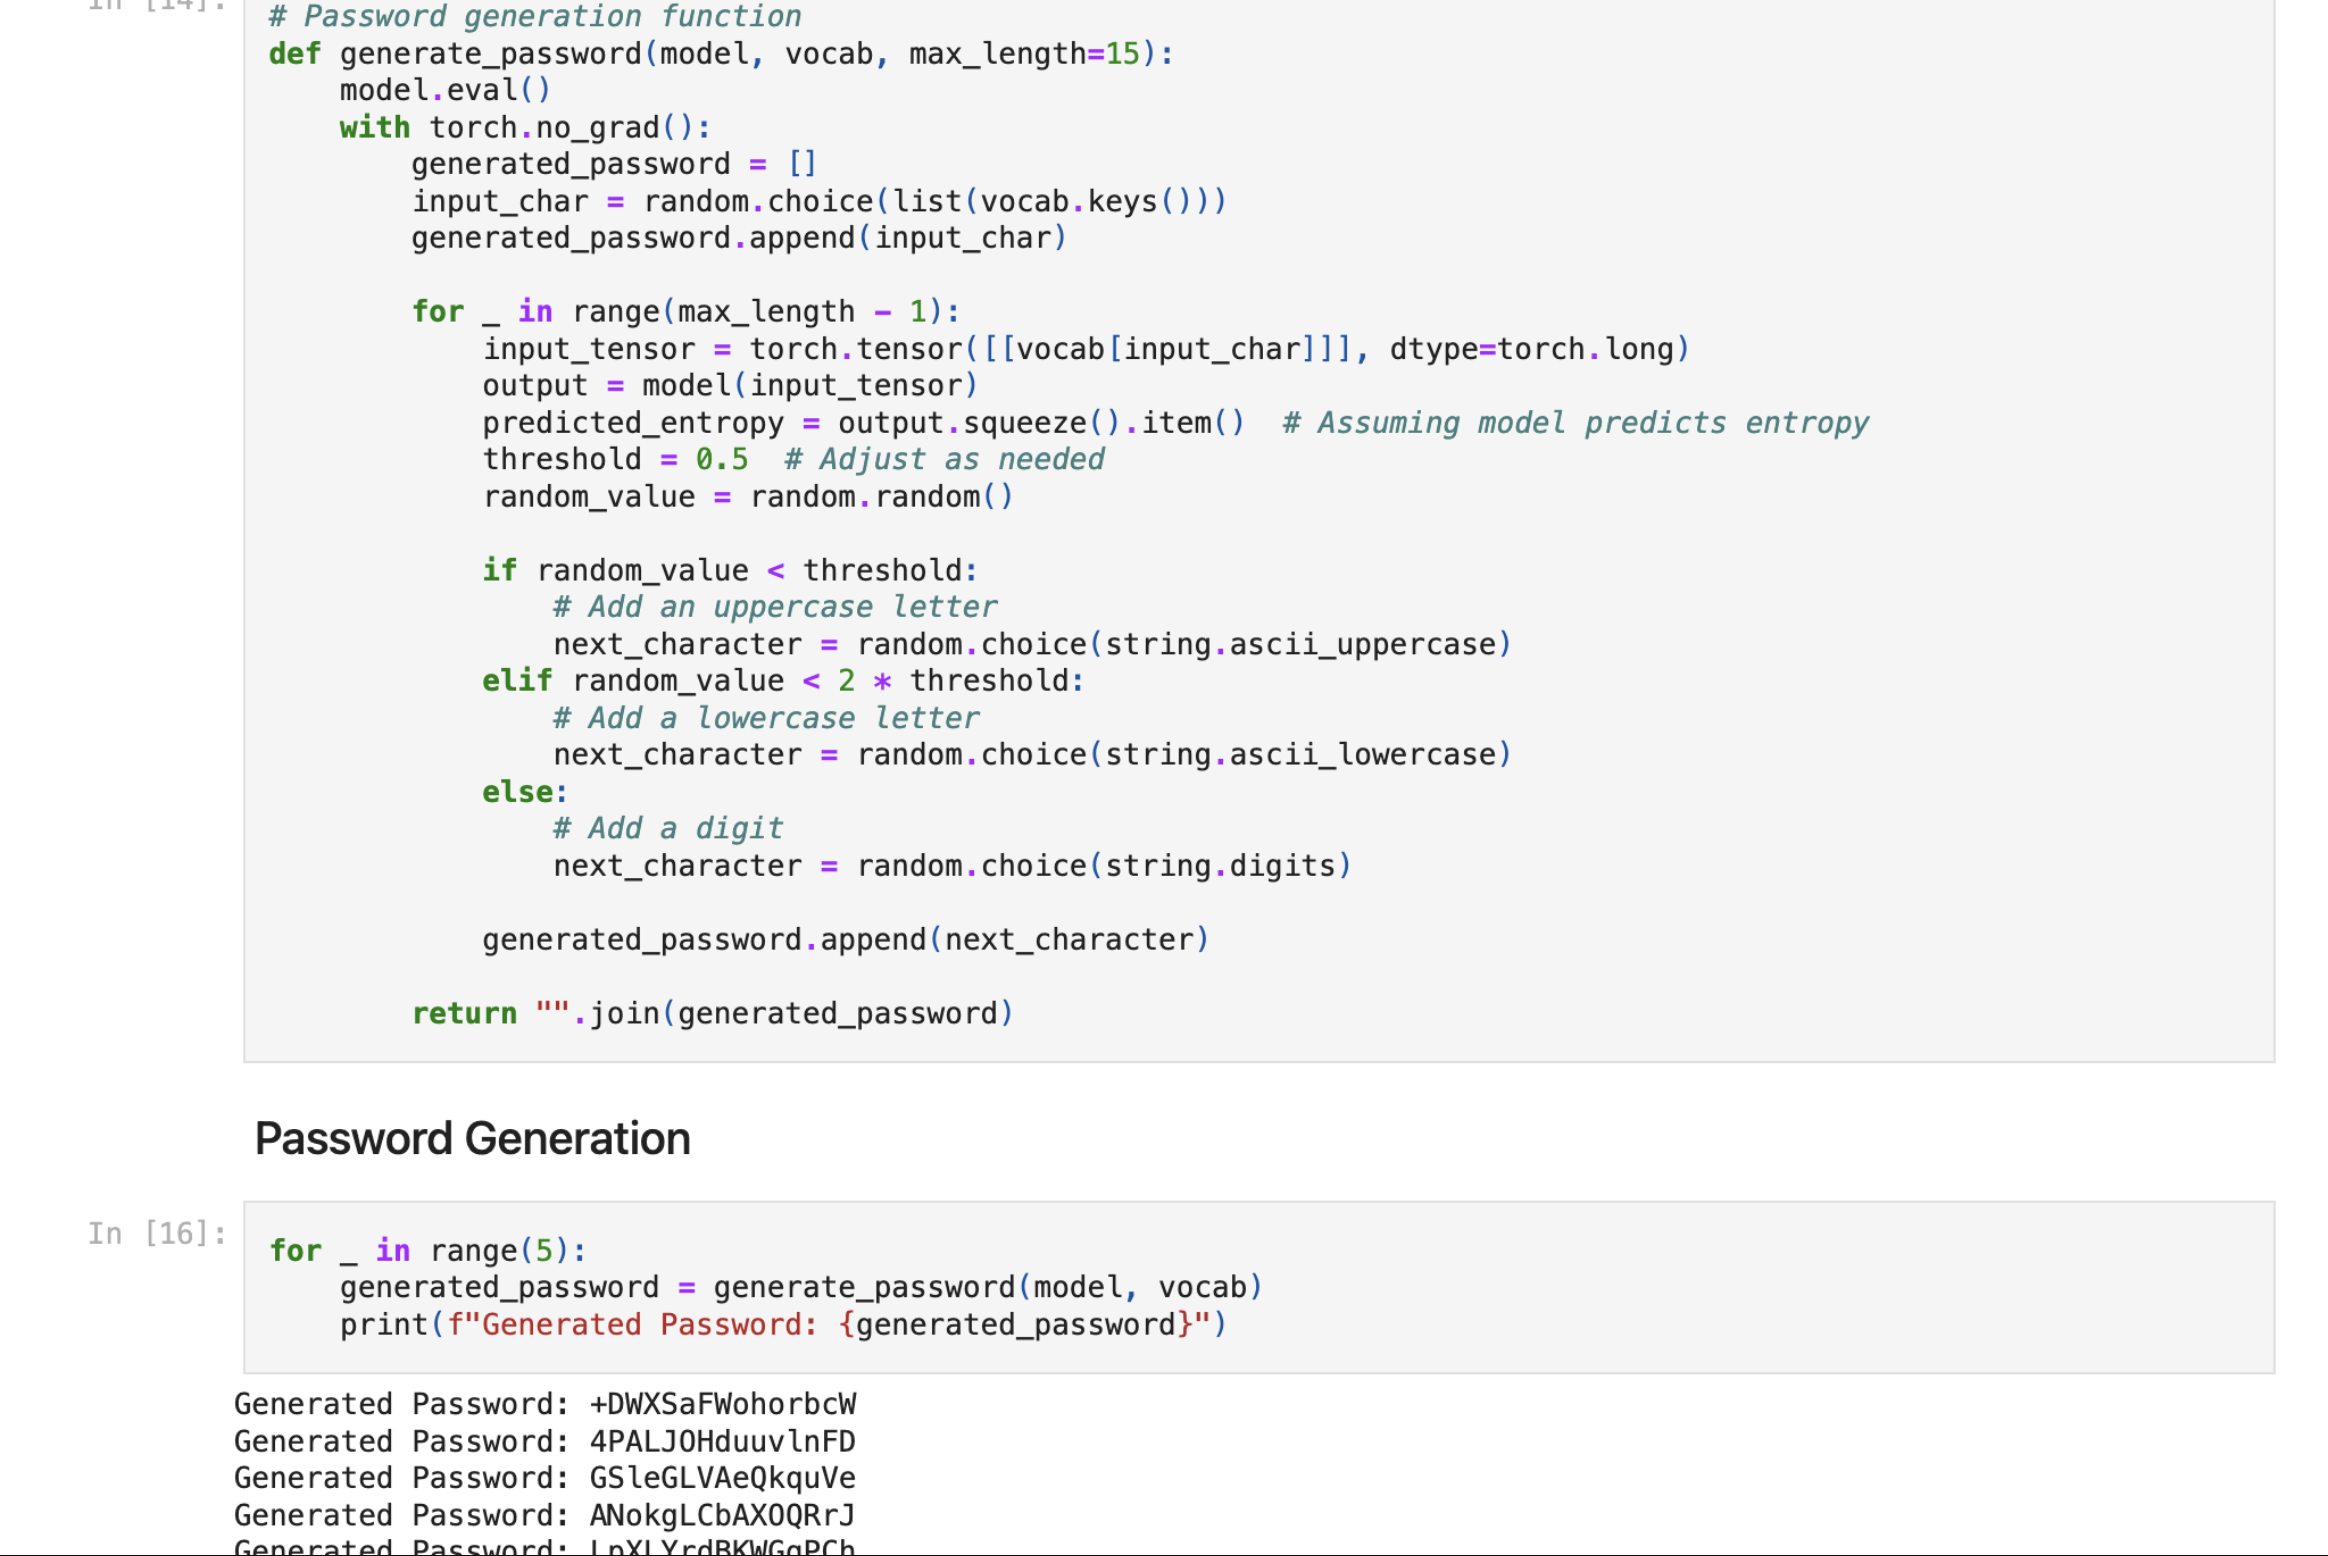 In [14]:
# Password generation function
def generate_password(model, vocab, max_length=15):
    model.eval()
    with torch.no_grad():
        generated_password = []
        input_char = random.choice(list(vocab.keys()))
        generated_password.append(input_char)

        for _ in range(max_length - 1):
            input_tensor = torch.tensor([[vocab[input_char]]], dtype=torch.long)
            output = model(input_tensor)
            predicted_entropy = output.squeeze().item()  # Assuming model predicts entropy
            threshold = 0.5  # Adjust as needed
            random_value = random.random()

            if random_value < threshold:
                # Add an uppercase letter
                next_character = random.choice(string.ascii_uppercase)
            elif random_value < 2 * threshold:
                # Add a lowercase letter
                next_character = random.choice(string.ascii_lowercase)
            else:
                # Add a digit
                next_character = random.choice(string.digits)

            generated_password.append(next_character)

        return "".join(generated_password)
Password Generation
In [16]:
for _ in range(5):
    generated_password = generate_password(model, vocab)
    print(f"Generated Password: {generated_password}")
Generated Password: +DWXSaFWohorbcW
Generated Password: 4PALJOHduuvlnFD
Generated Password: GSleGLVAeQkquVe
Generated Password: ANokgLCbAXOQRrJ
Generated Password: